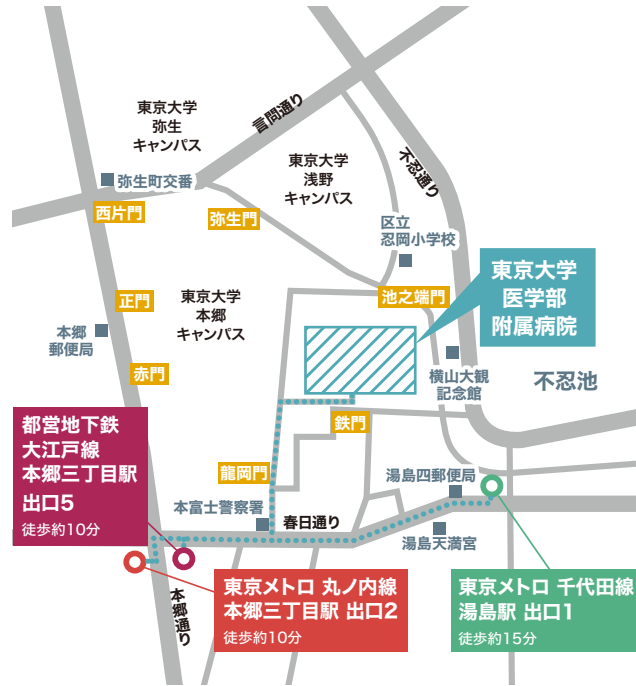 東京大学
弥生
キャンパス
言問通り
東京大学
浅野
キャンパス
不忍通り
弥生町交番
西片門
弥生門
区立
忍岡小学校
東京大学
医学部
附属病院
池之端門
正門
東京大学
本郷
キャンパス
本郷
郵便局
赤門
横山大観
記念館
不忍池
都営地下鉄
大江戸線
本郷三丁目駅
出口5
徒歩約10分
鉄門
龍岡門
湯島四郵便局
本富士警察署
春日通り
湯島天満宮
本郷通り
東京メトロ 丸ノ内線
本郷三丁目駅 出口2
徒歩約10分
東京メトロ 千代田線
湯島駅 出口1
徒歩約15分